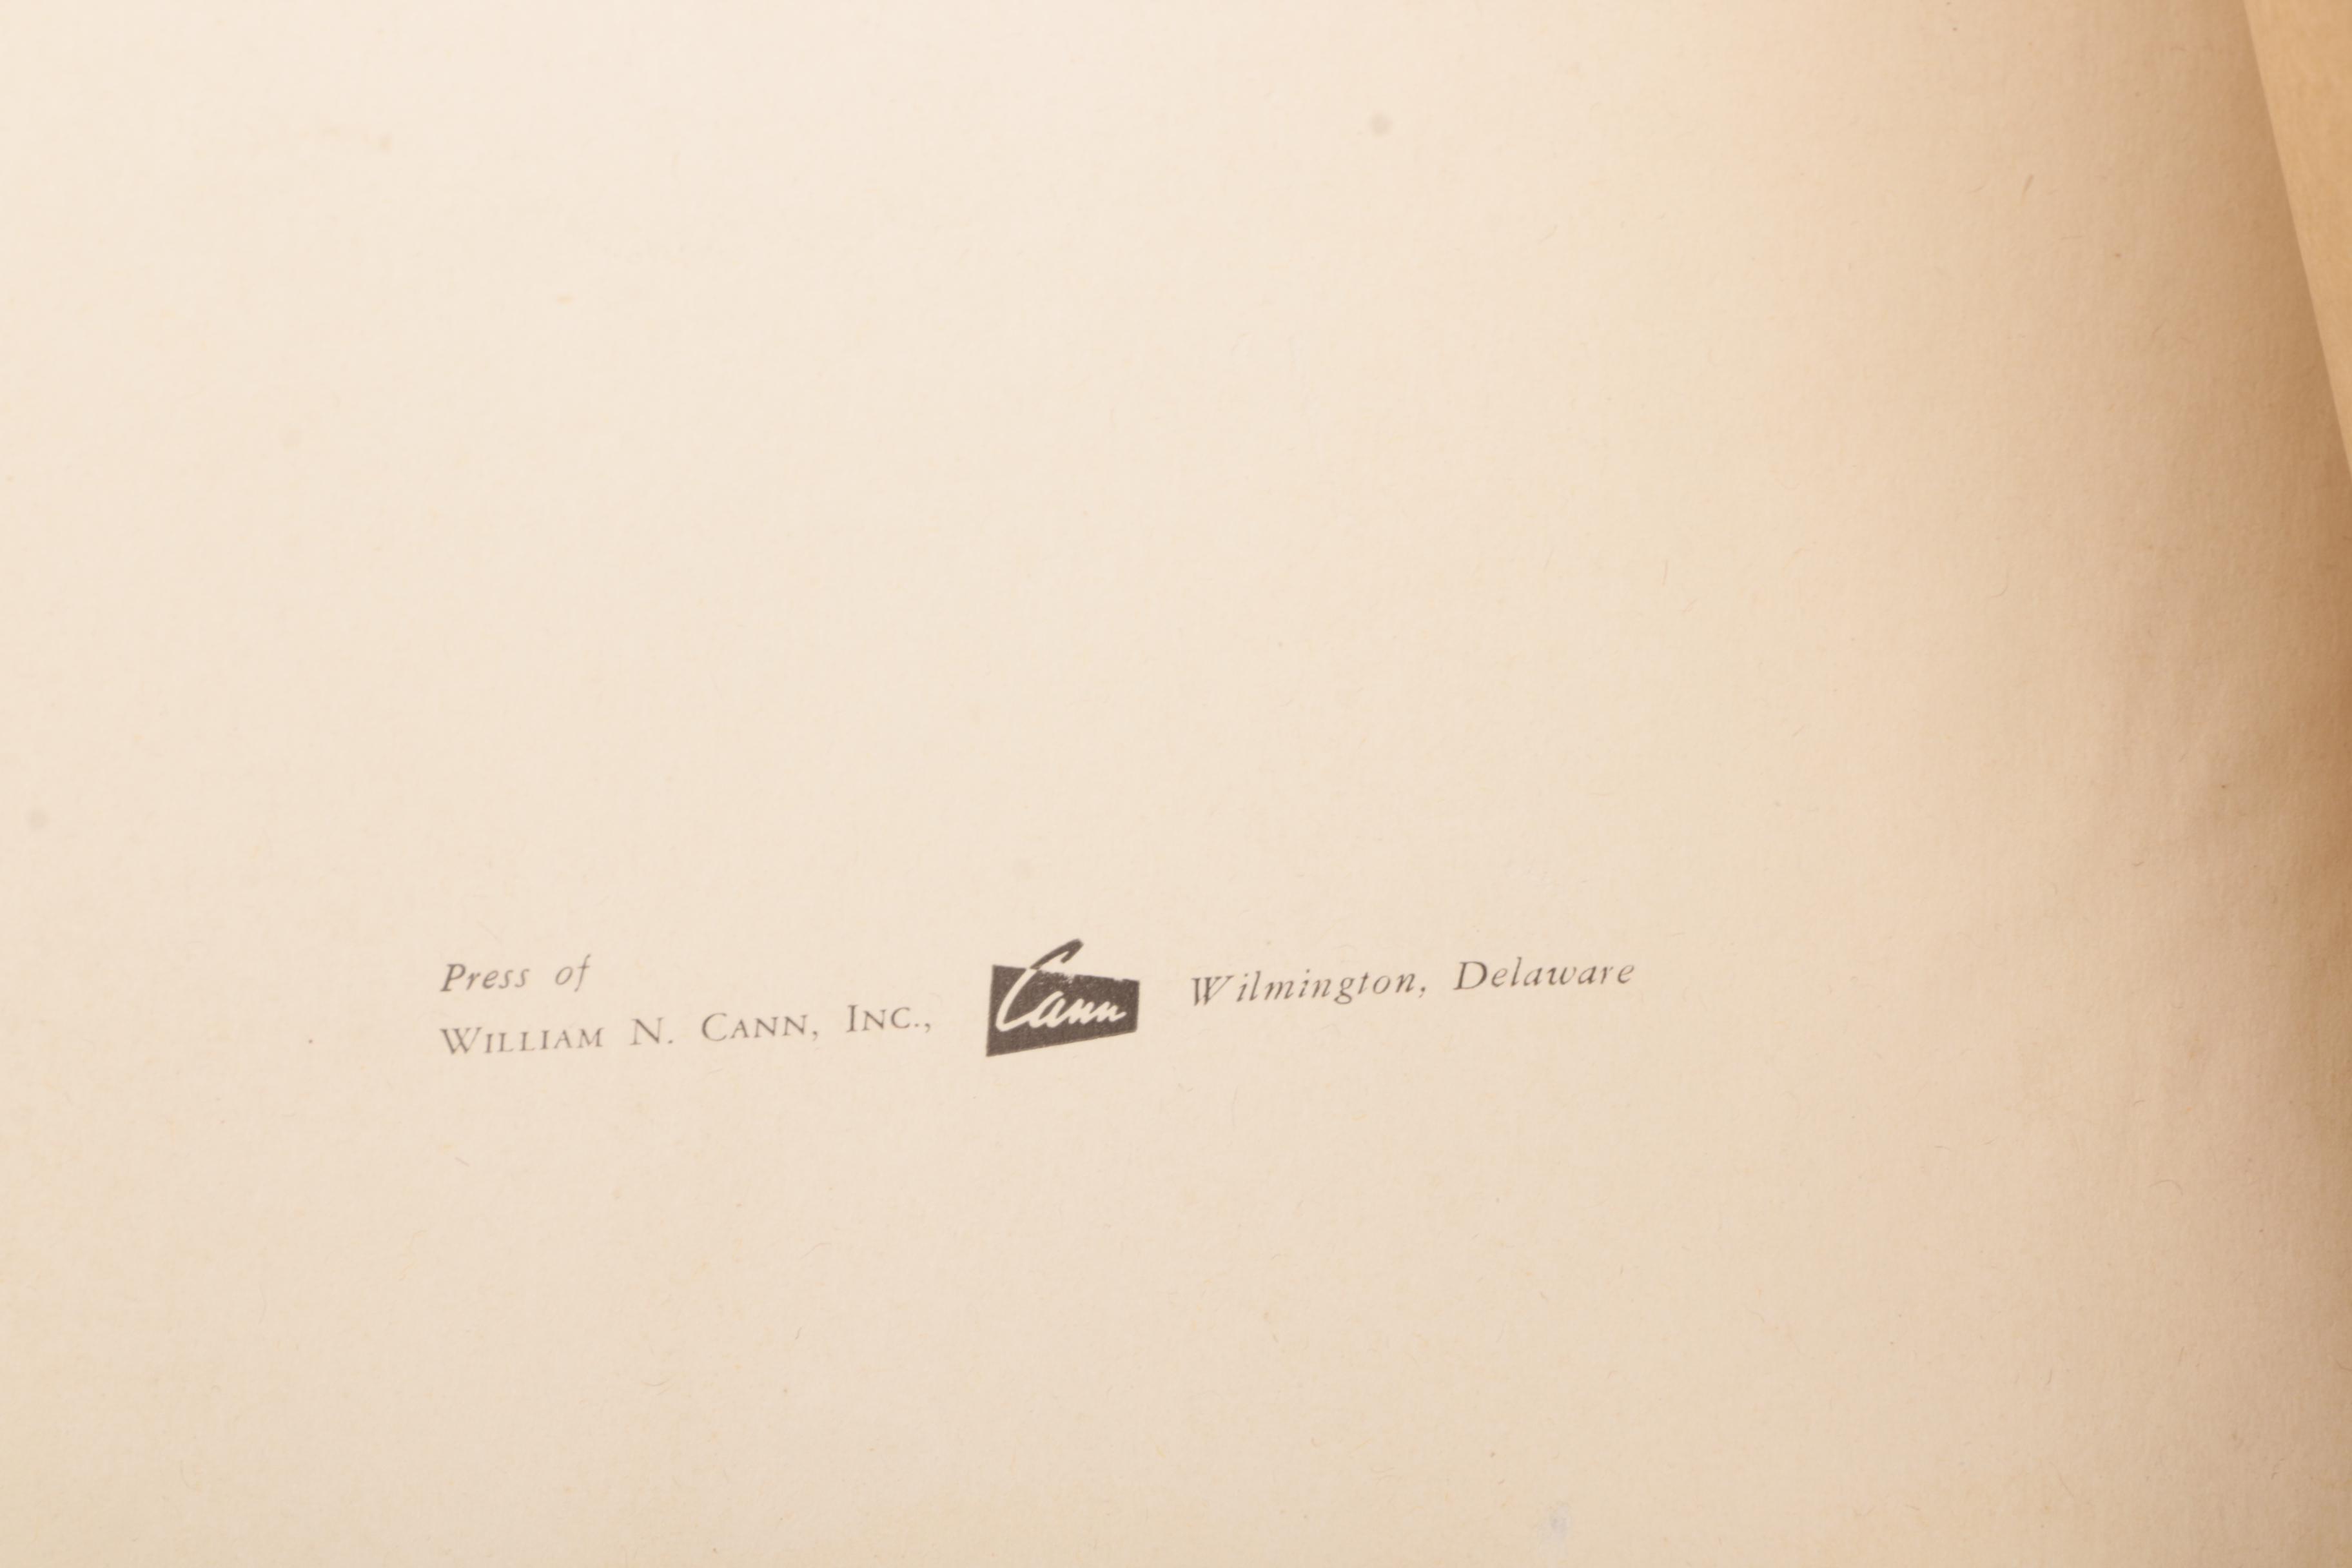 Press of
WILLIAM N. CANN, INC.,
Cann
Wilmington, Delaware